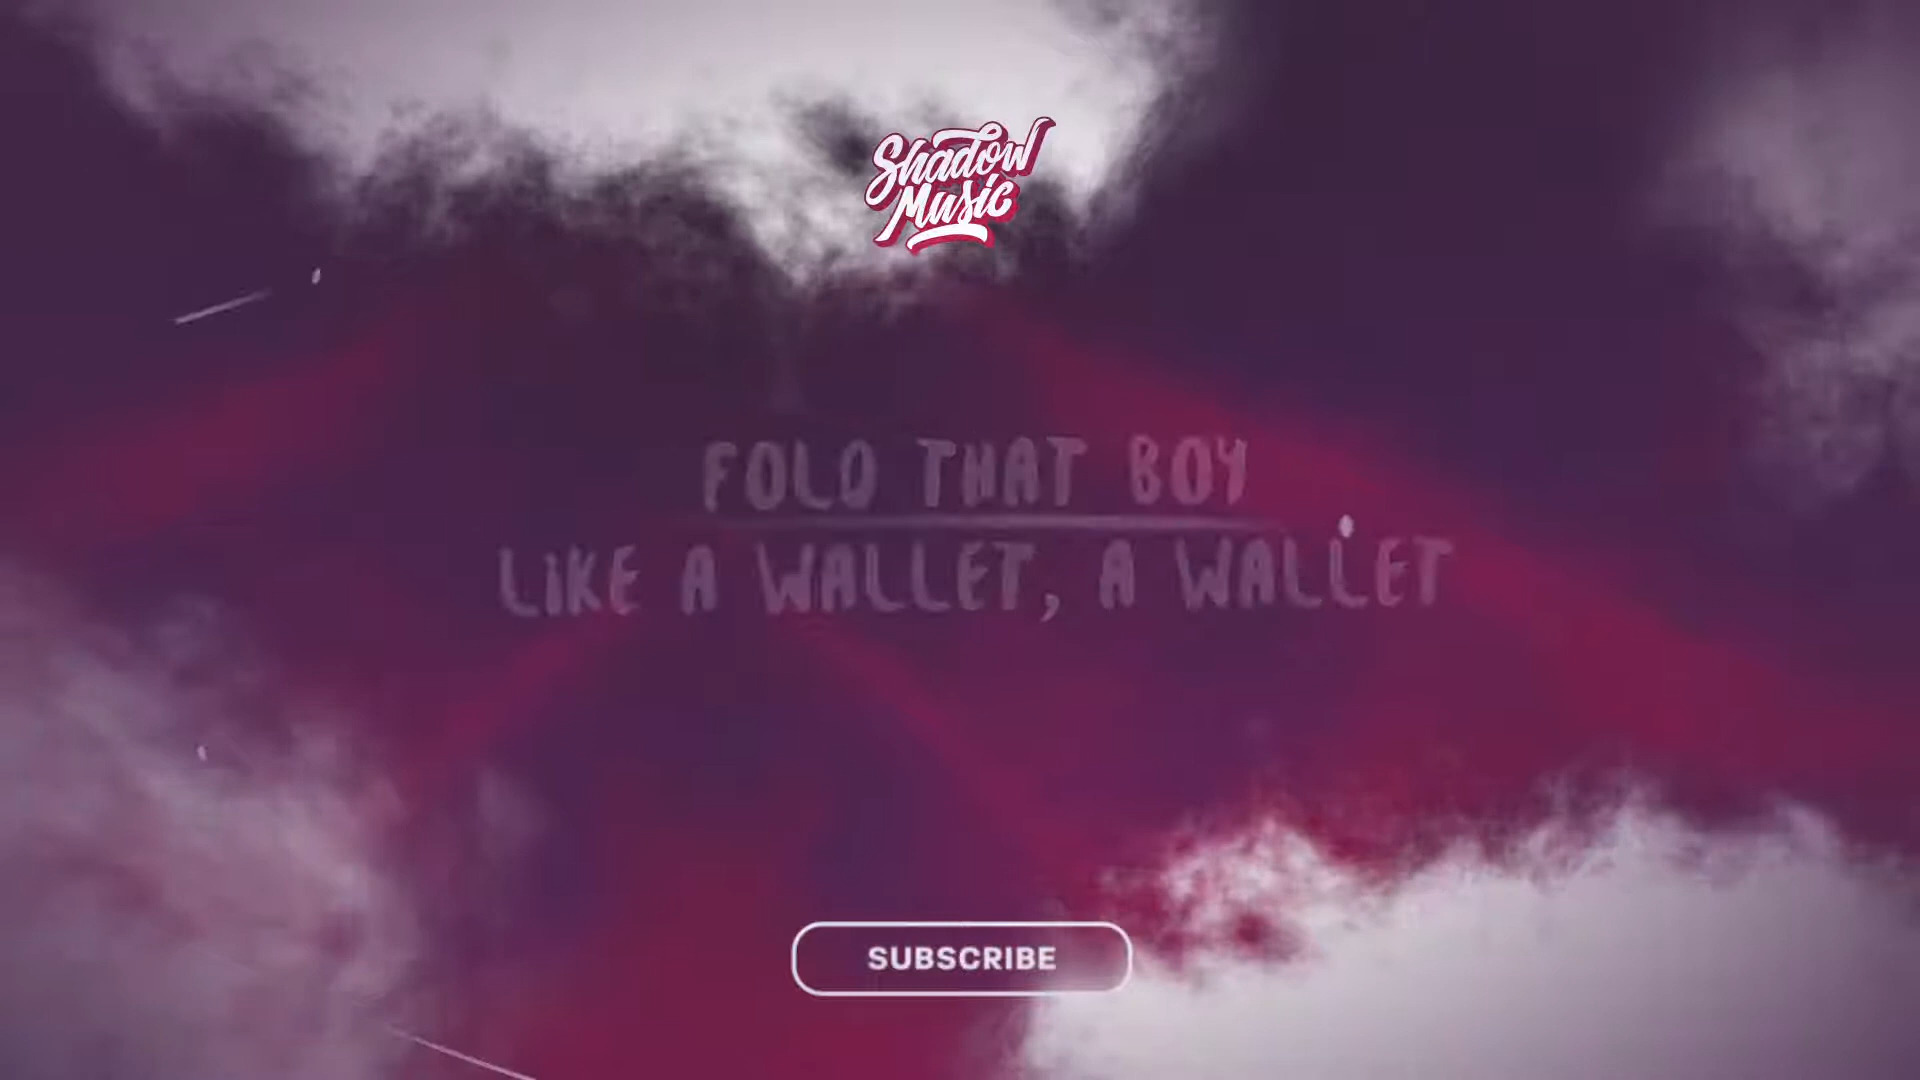 Shadow
Music
FOLD THAT BOY
LiKE A WALLET, A WALLET
SUBSCRIBE